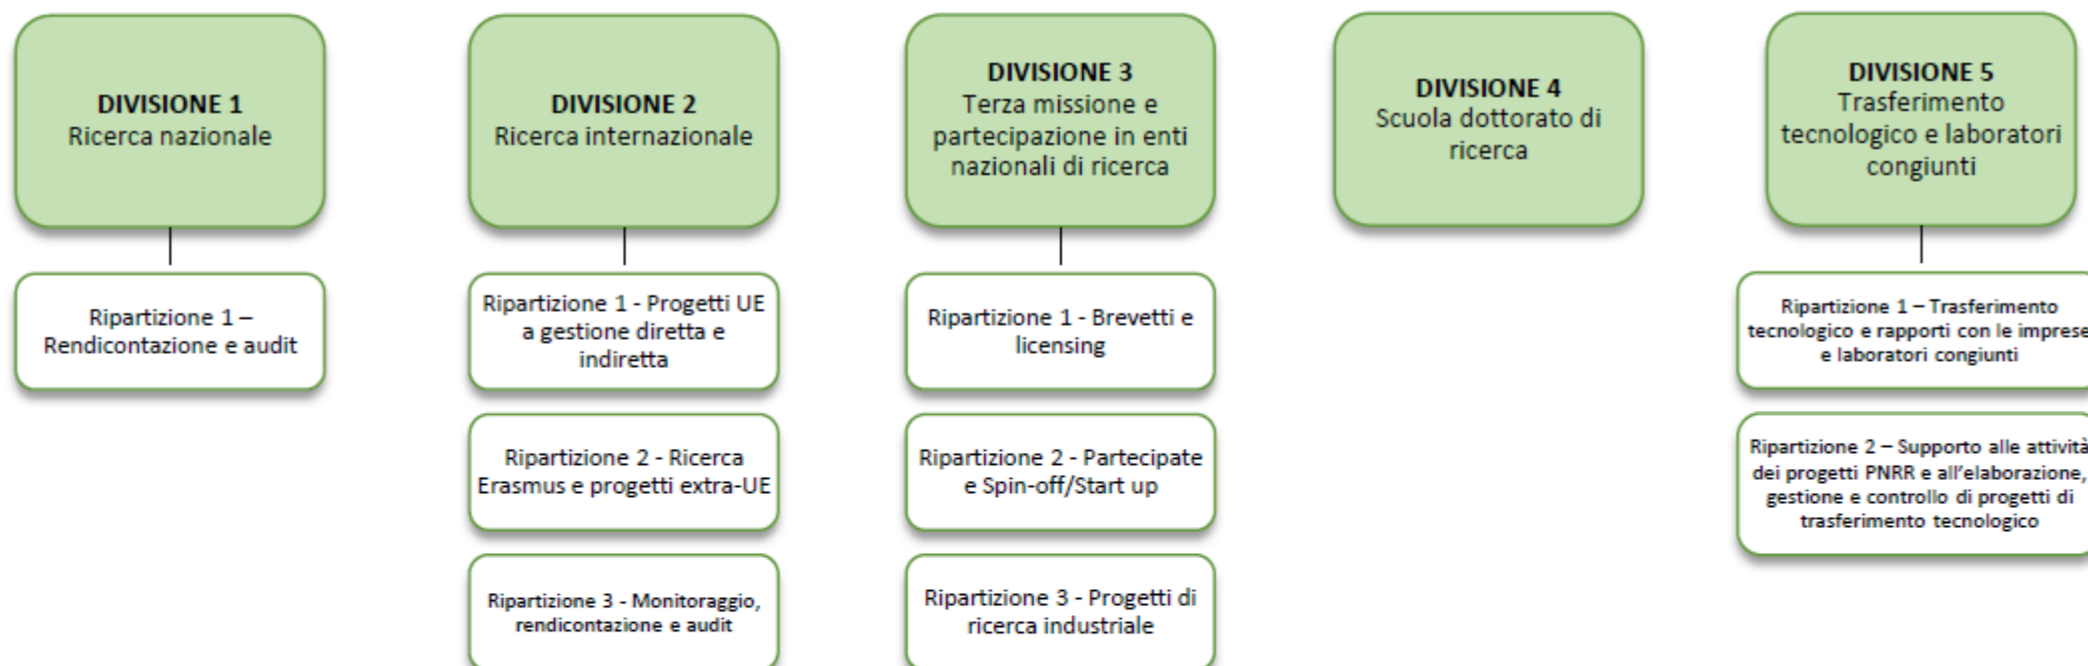 DIVISIONE 1
Ricerca nazionale
Ripartizione 1 –
Rendicontazione e audit
DIVISIONE 2
Ricerca internazionale
Ripartizione 1 - Progetti UE
a gestione diretta e
indiretta
Ripartizione 2 - Ricerca
Erasmus e progetti extra-UE
Ripartizione 3 - Monitoraggio,
rendicontazione e audit
DIVISIONE 3
Terza missione e
partecipazione in enti
nazionali di ricerca
Ripartizione 1 - Brevetti e
licensing
Ripartizione 2 - Partecipate
e Spin-off/Start up
Ripartizione 3 - Progetti di
ricerca industriale
DIVISIONE 4
Scuola dottorato di
ricerca
DIVISIONE 5
Trasferimento
tecnologico e laboratori
congiunti
Ripartizione 1 – Trasferimento
tecnologico e rapporti con le imprese
e laboratori congiunti
Ripartizione 2 – Supporto alle attività
dei progetti PNRR e all’elaborazione,
gestione e controllo di progetti di
trasferimento tecnologico